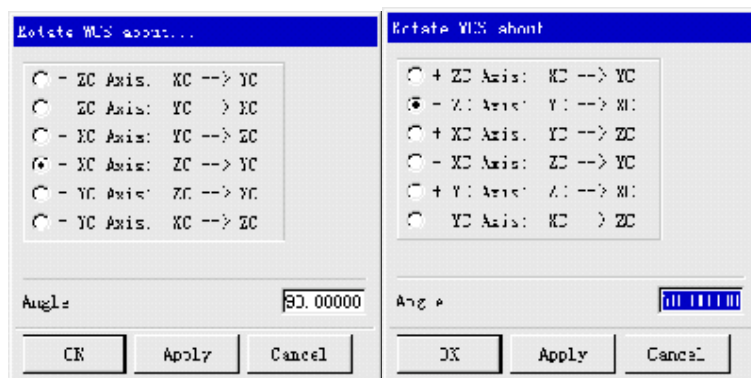 Rotate WCS about...
+ ZC Axis: XC --> YC
- ZC Axis: YC --> XC
+ XC Axis: YC --> ZC
- XC Axis: ZC --> YC
+ YC Axis: ZC --> XC
- YC Axis: XC --> ZC
Angle 90.00000
OK Apply Cancel
Rotate WCS about
+ ZC Axis: XC --> YC
- ZC Axis: YC --> XC
+ XC Axis: YC --> ZC
- XC Axis: ZC --> YC
+ YC Axis: ZC --> XC
- YC Axis: XC --> ZC
Angle
OK Apply Cancel